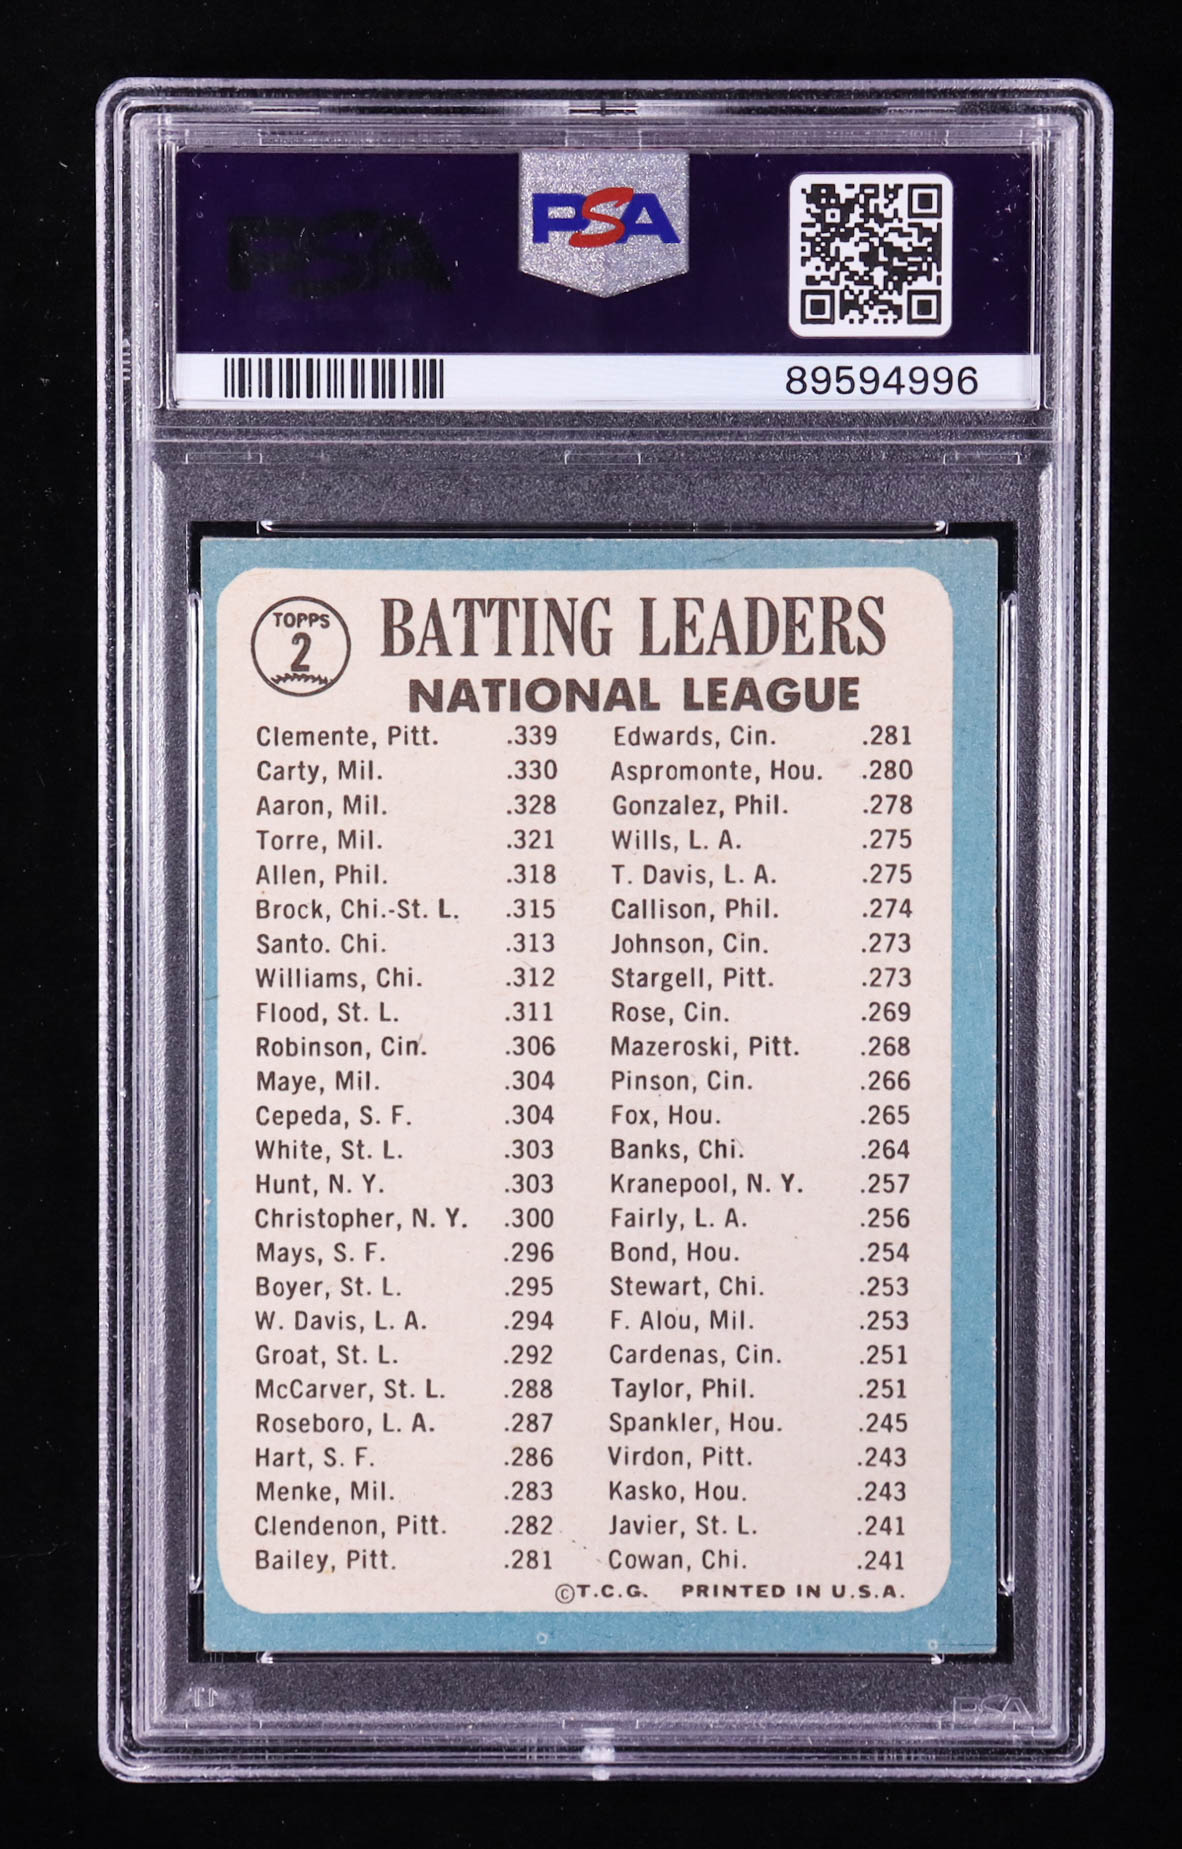 PSA
PSA
89594996
TOPPS
2
BATTING LEADERS
NATIONAL LEAGUE
Clemente, Pitt. .339
Carty, Mil. .330
Aaron, Mil. .328
Torre, Mil. .321
Allen, Phil. .318
Brock, Chi.-St. L. .315
Santo. Chi. .313
Williams, Chi. .312
Flood, St. L. .311
Robinson, Cin. .306
Maye, Mil. .304
Cepeda, S. F. .304
White, St. L. .303
Hunt, N. Y. .303
Christopher, N. Y. .300
Mays, S. F. .296
Boyer, St. L. .295
W. Davis, L. A. .294
Groat, St. L. .292
McCarver, St. L. .288
Roseboro, L. A. .287
Hart, S. F. .286
Menke, Mil. .283
Clendenon, Pitt. .282
Bailey, Pitt. .281
Edwards, Cin. .281
Aspromonte, Hou. .280
Gonzalez, Phil. .278
Wills, L. A. .275
T. Davis, L. A. .275
Callison, Phil. .274
Johnson, Cin. .273
Stargell, Pitt. .273
Rose, Cin. .269
Mazeroski, Pitt. .268
Pinson, Cin. .266
Fox, Hou. .265
Banks, Chi. .264
Kranepool, N. Y. .257
Fairly, L. A. .256
Bond, Hou. .254
Stewart, Chi. .253
F. Alou, Mil. .253
Cardenas, Cin. .251
Taylor, Phil. .251
Spankler, Hou. .245
Virdon, Pitt. .243
Kasko, Hou. .243
Javier, St. L. .241
Cowan, Chi. .241
©T.C.G. PRINTED IN U.S.A.
PSA